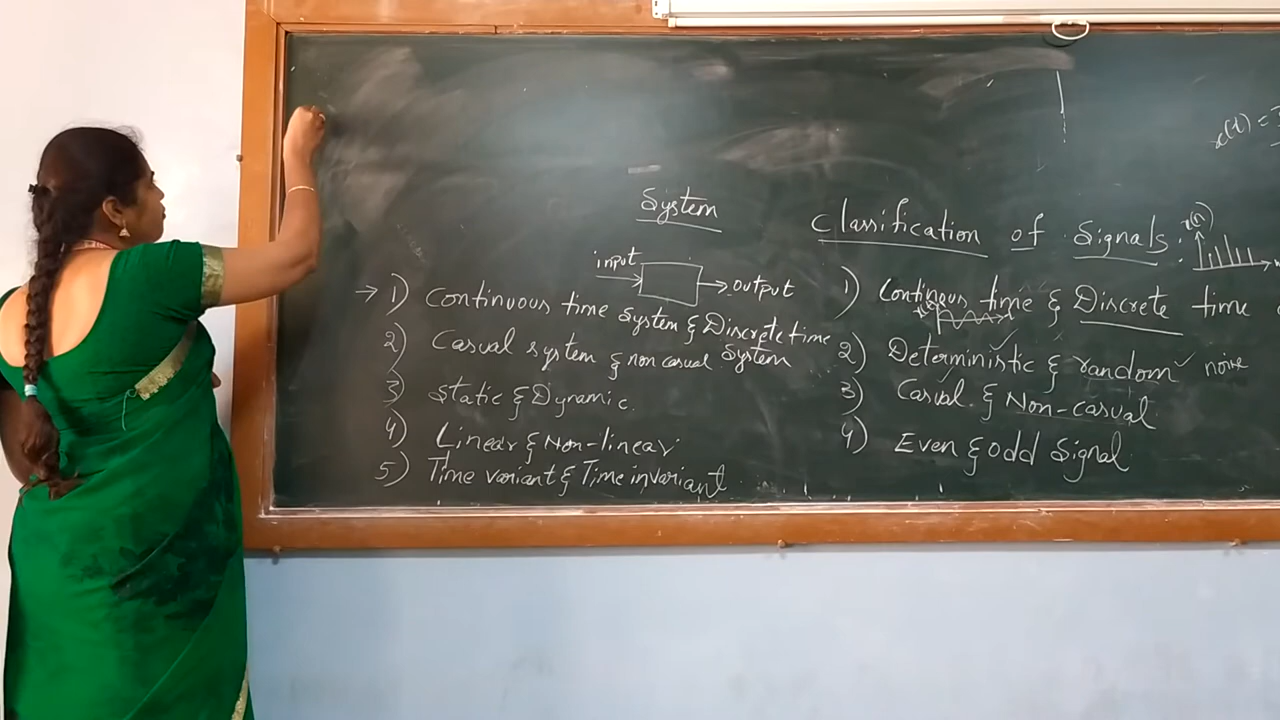 System
input
output
→ 1) Continuous time System & Discrete time
2) Casual system & non casual System
3) Static & Dynamic.
4) Linear & Non-linear
5) Time variant & Time invariant
x(t) =
Classification of Signals:
x(n)
n
1) Continous time & Discrete time
x(t)
2) Deterministic ✓ & random ✓ noise
3) Casual & Non-casual
4) Even & odd Signal